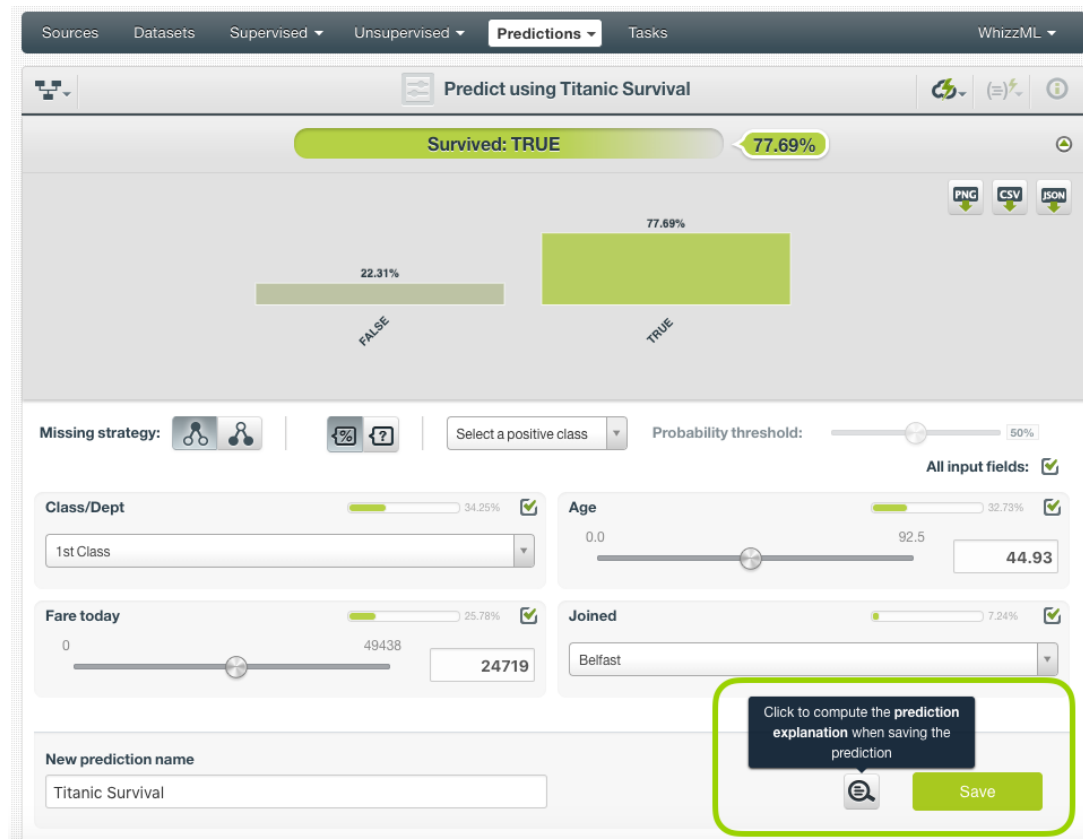 Sources Datasets Supervised Unsupervised Predictions Tasks WhizzML
Predict using Titanic Survival
Survived: TRUE 77.69%
PNG CSV JSON
77.69%
22.31%
FALSE TRUE
Missing strategy: % ? Select a positive class Probability threshold: 50%
All input fields:
Class/Dept 34.25% Age 32.73%
0.0 92.5
1st Class 44.93
Fare today 25.78% Joined 7.24%
0 49438
24719 Belfast
Click to compute the prediction
explanation when saving the
prediction
New prediction name
Titanic Survival Save